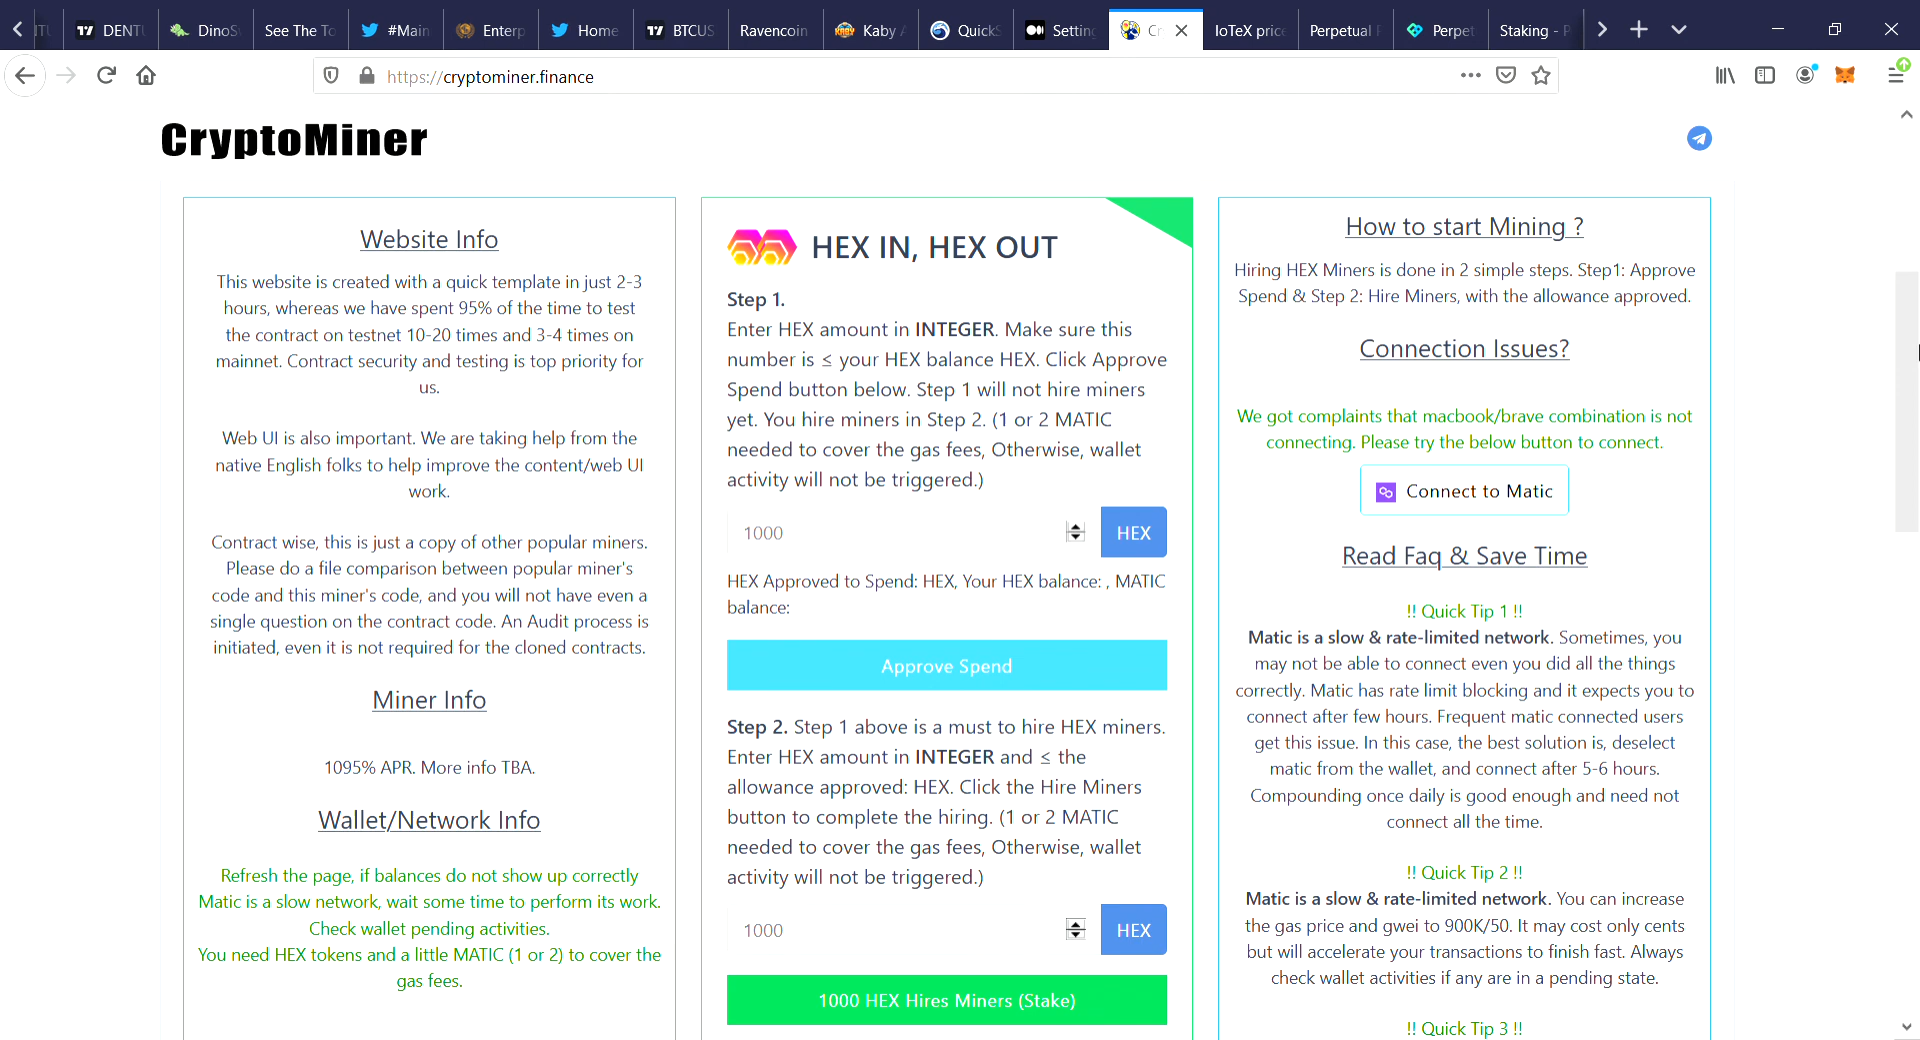 DENTU
DinoS
See The To
#Main
Enterp
Home
BTCUS
Ravencoin
Kaby
QuickS
Setting
Cr
IoTeX price
Perpetual
Perpet
Staking - P
https://cryptominer.finance
CryptoMiner
Website Info
This website is created with a quick template in just 2-3
hours, whereas we have spent 95% of the time to test
the contract on testnet 10-20 times and 3-4 times on
mainnet. Contract security and testing is top priority for
us.
Web UI is also important. We are taking help from the
native English folks to help improve the content/web UI
work.
Contract wise, this is just a copy of other popular miners.
Please do a file comparison between popular miner's
code and this miner's code, and you will not have even a
single question on the contract code. An Audit process is
initiated, even it is not required for the cloned contracts.
Miner Info
1095% APR. More info TBA.
Wallet/Network Info
Refresh the page, if balances do not show up correctly
Matic is a slow network, wait some time to perform its work.
Check wallet pending activities.
You need HEX tokens and a little MATIC (1 or 2) to cover the
gas fees.
HEX IN, HEX OUT
Step 1.
Enter HEX amount in INTEGER. Make sure this
number is ≤ your HEX balance HEX. Click Approve
Spend button below. Step 1 will not hire miners
yet. You hire miners in Step 2. (1 or 2 MATIC
needed to cover the gas fees, Otherwise, wallet
activity will not be triggered.)
1000
HEX
HEX Approved to Spend: HEX, Your HEX balance: , MATIC
balance:
Approve Spend
Step 2. Step 1 above is a must to hire HEX miners.
Enter HEX amount in INTEGER and ≤ the
allowance approved: HEX. Click the Hire Miners
button to complete the hiring. (1 or 2 MATIC
needed to cover the gas fees, Otherwise, wallet
activity will not be triggered.)
1000
HEX
1000 HEX Hires Miners (Stake)
How to start Mining ?
Hiring HEX Miners is done in 2 simple steps. Step1: Approve
Spend & Step 2: Hire Miners, with the allowance approved.
Connection Issues?
We got complaints that macbook/brave combination is not
connecting. Please try the below button to connect.
Connect to Matic
Read Faq & Save Time
!! Quick Tip 1 !!
Matic is a slow & rate-limited network. Sometimes, you
may not be able to connect even you did all the things
correctly. Matic has rate limit blocking and it expects you to
connect after few hours. Frequent matic connected users
get this issue. In this case, the best solution is, deselect
matic from the wallet, and connect after 5-6 hours.
Compounding once daily is good enough and need not
connect all the time.
!! Quick Tip 2 !!
Matic is a slow & rate-limited network. You can increase
the gas price and gwei to 900K/50. It may cost only cents
but will accelerate your transactions to finish fast. Always
check wallet activities if any are in a pending state.
!! Quick Tip 3 !!